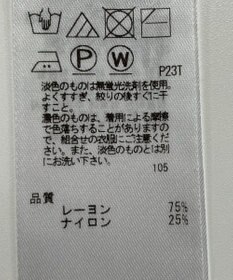 P W
P23T
淡色のものは無蛍光洗剤を使用。
よくすすぎ、絞りの後すぐに干
すこと。
濃色のものは、着用による摩擦
で色落ちすることがありますの
で、組合せの衣服にご注意くださ
い。また、淡色のものとは別
にお洗い下さい。
105
品質
レーヨン 75%
ナイロン 25%